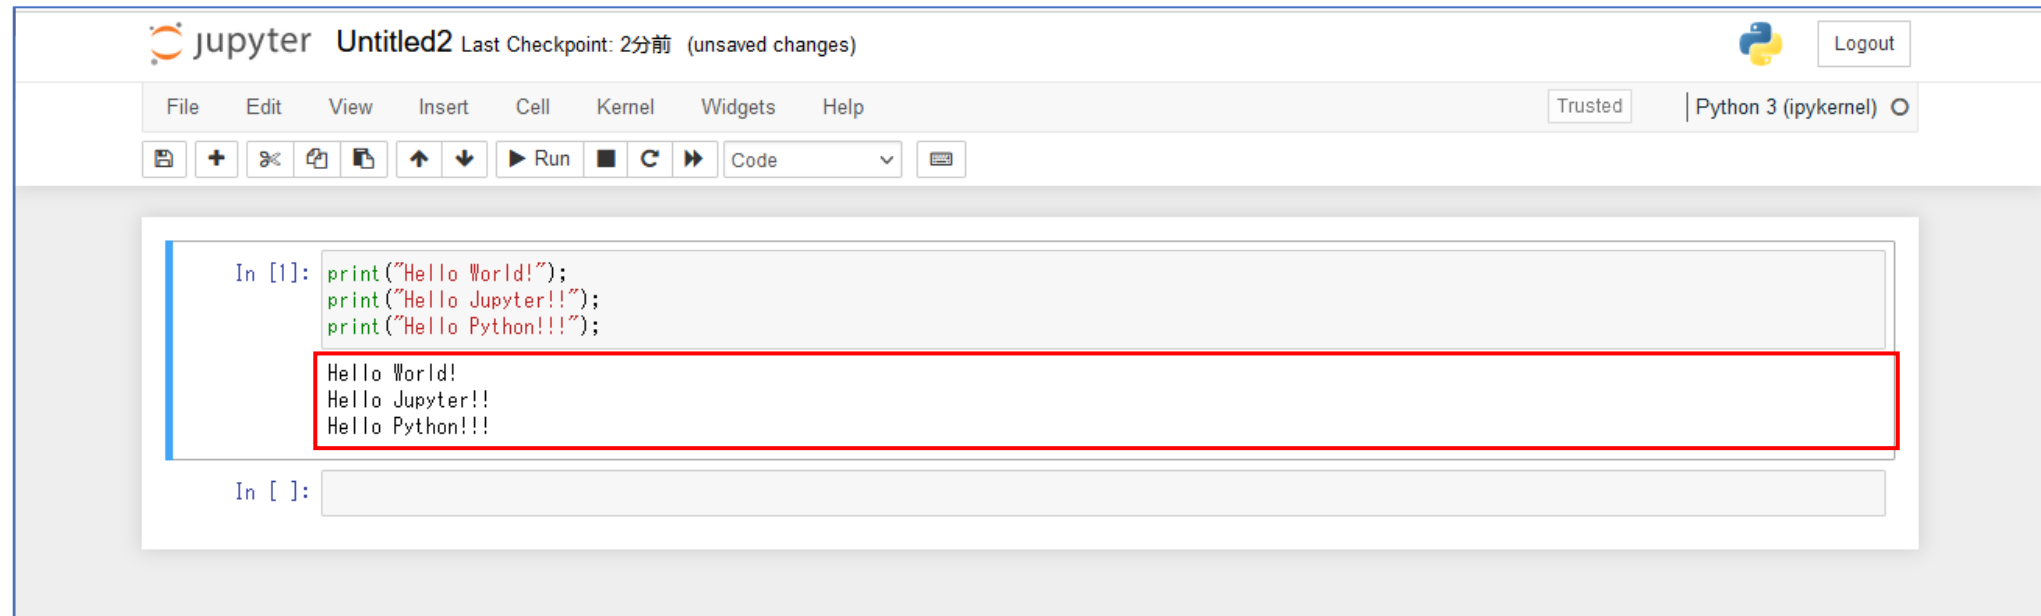 jupyter Untitled2 Last Checkpoint: 2分前 (unsaved changes) Logout
File Edit View Insert Cell Kernel Widgets Help Trusted Python 3 (ipykernel)
Run Code
In [1]: print("Hello World!");
print("Hello Jupyter!!");
print("Hello Python!!!");
Hello World!
Hello Jupyter!!
Hello Python!!!
In [ ]: